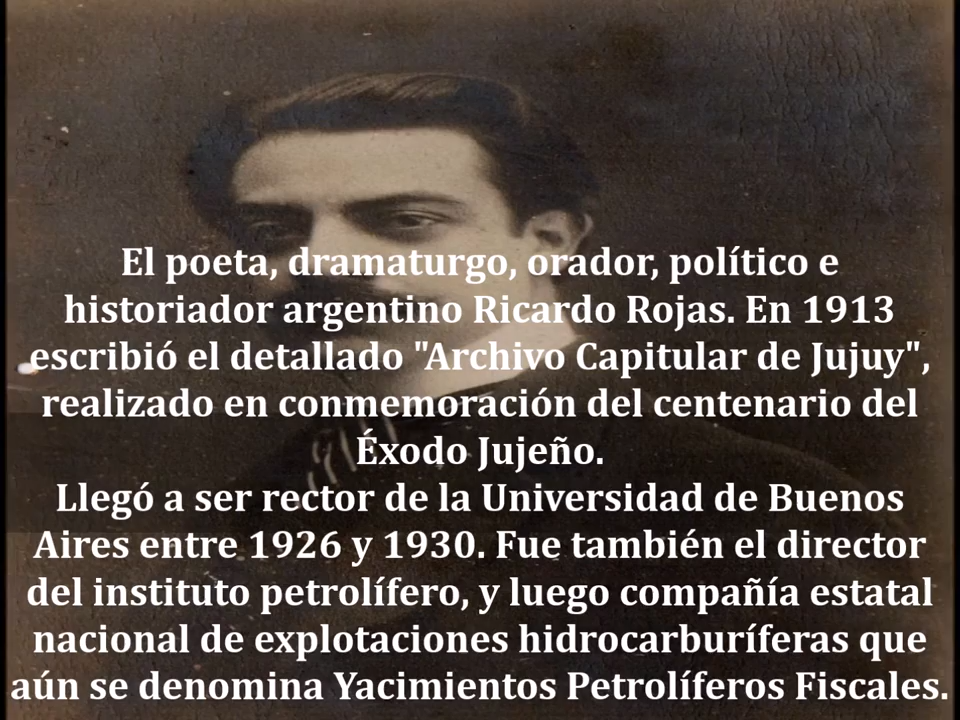 El poeta, dramaturgo, orador, político e
historiador argentino Ricardo Rojas. En 1913
escribió el detallado "Archivo Capitular de Jujuy",
realizado en conmemoración del centenario del
Éxodo Jujeño.
Llegó a ser rector de la Universidad de Buenos
Aires entre 1926 y 1930. Fue también el director
del instituto petrolífero, y luego compañía estatal
nacional de explotaciones hidrocarburíferas que
aún se denomina Yacimientos Petrolíferos Fiscales.